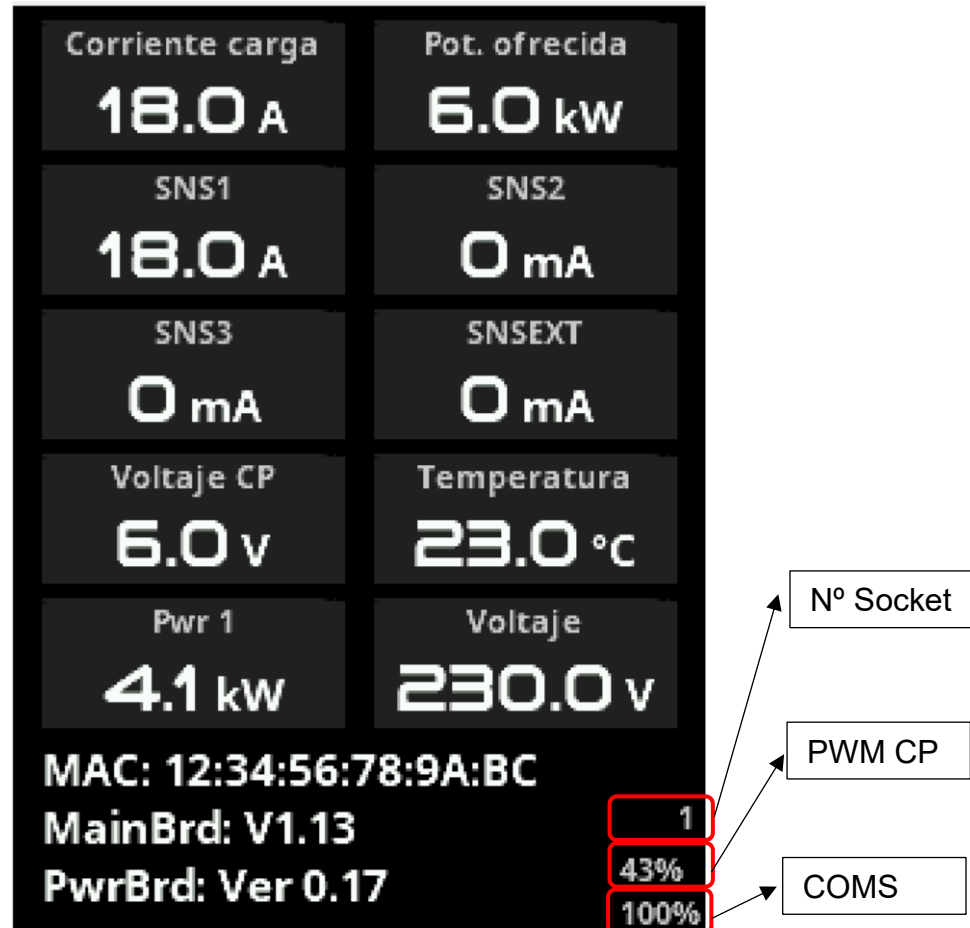 Corriente carga
18.0 A
Pot. ofrecida
6.0 kW
SNS1
18.0 A
SNS2
0 mA
SNS3
0 mA
SNSEXT
0 mA
Voltaje CP
6.0 V
Temperatura
23.0 ºC
Pwr 1
4.1 kW
Voltaje
230.0 V
MAC: 12:34:56:78:9A:BC
MainBrd: V1.13
PwrBrd: Ver 0.17
1
43%
100%
Nº Socket
PWM CP
COMS